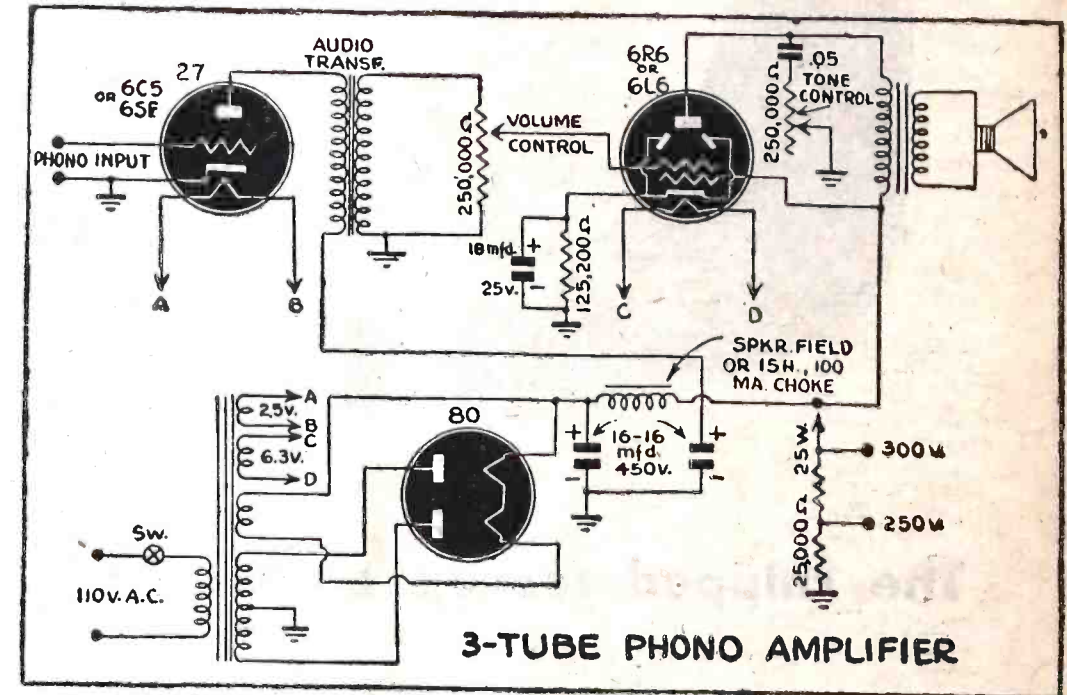 AUDIO
TRANSF.
27
OR 6C5
6SF
PHONO INPUT
A
B
250,000Ω
VOLUME
CONTROL
6R6
OR
6L6
.05
TONE
CONTROL
250,000Ω
18 mfd.
+
25v.
-
125,200Ω
C
D
SPKR. FIELD
OR 15H., 100
MA. CHOKE
A
2.5v.
B
C
6.3v.
D
80
+
16-16
mfd.
450v.
-
+
-
25W.
25,000Ω
300V.
250V.
Sw.
110v. A.C.
3-TUBE PHONO AMPLIFIER